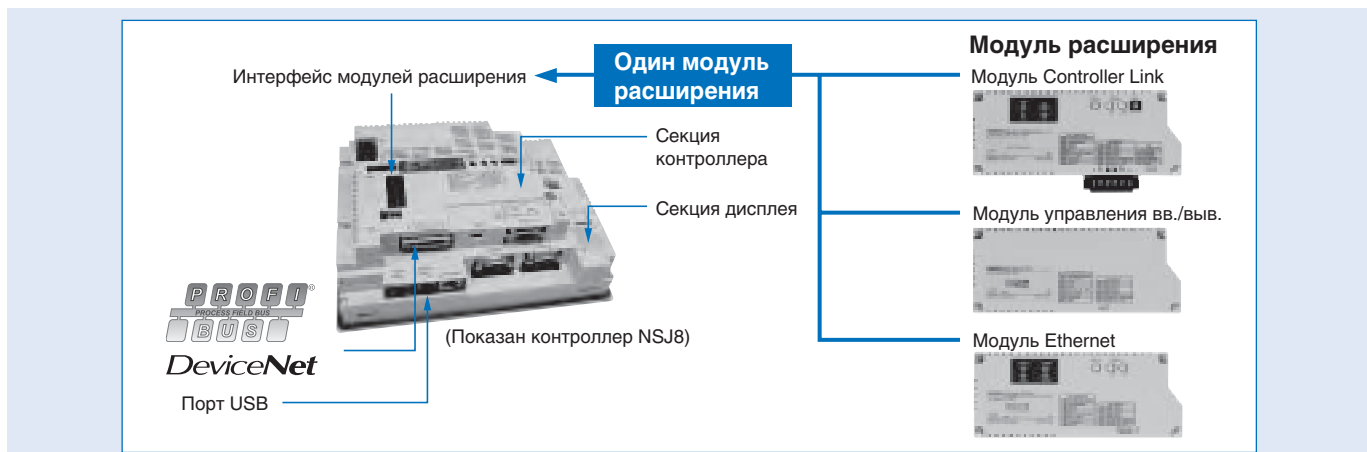 Модуль расширения
Один модуль
расширения
Интерфейс модулей расширения
Модуль Controller Link
Секция
контроллера
Секция дисплея
Модуль управления вв./выв.
PROFI®
PROCESS FIELD BUS
BUS
(Показан контроллер NSJ8)
Модуль Ethernet
DeviceNet
Порт USB